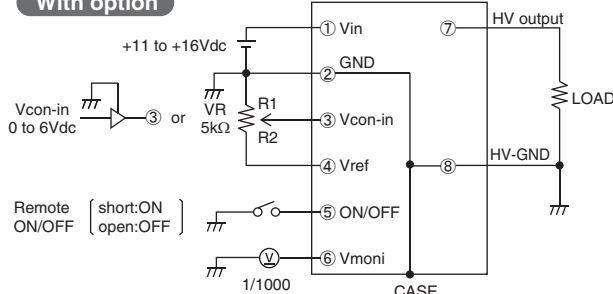 With option
+11 to +16Vdc
① Vin
② GND
Vcon-in
0 to 6Vdc
③ or
VR
5kΩ
R1
R2
③ Vcon-in
④ Vref
Remote
ON/OFF
short:ON
open:OFF
⑤ ON/OFF
⑥ Vmoni
V
1/1000
CASE
⑦ HV output
LOAD
⑧ HV-GND